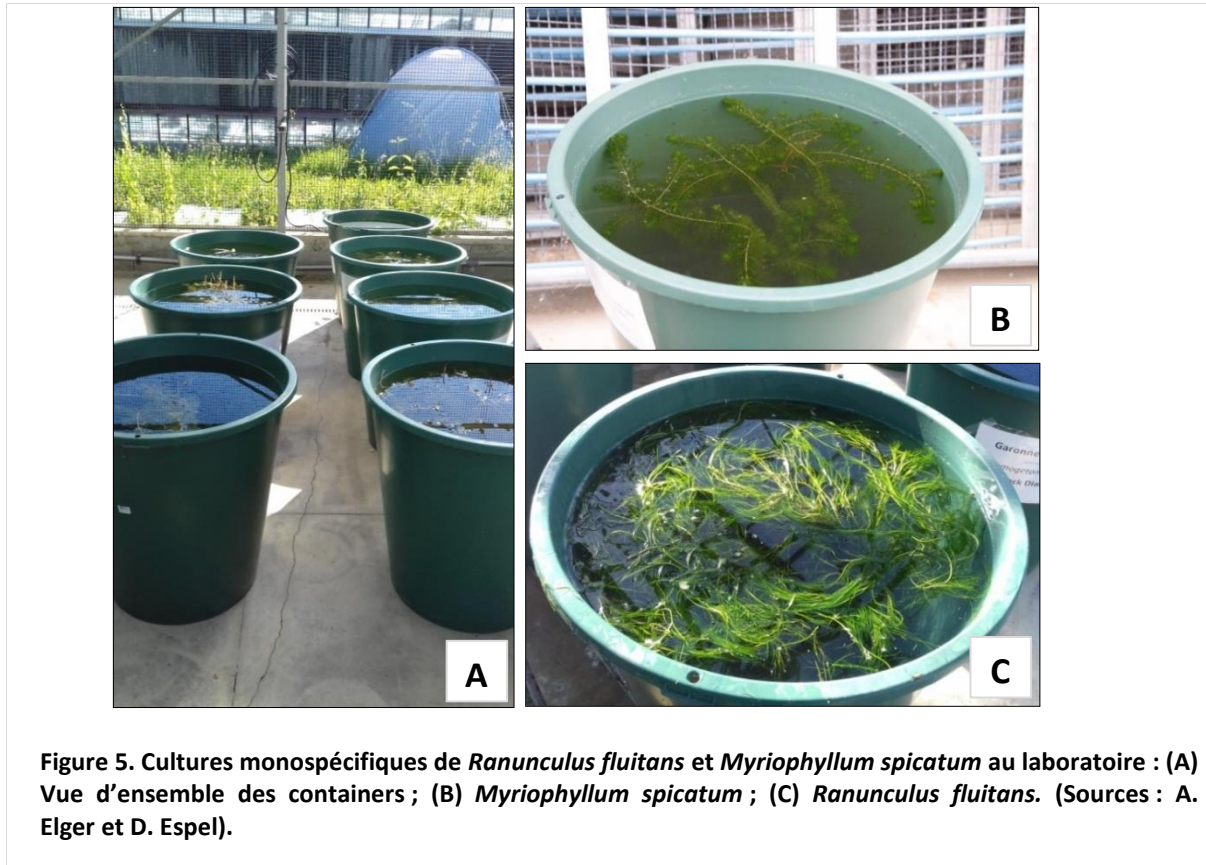 A
B
Garonne
C
Figure 5. Cultures monospécifiques de Ranunculus fluitans et Myriophyllum spicatum au laboratoire : (A)
Vue d’ensemble des containers ; (B) Myriophyllum spicatum ; (C) Ranunculus fluitans. (Sources : A.
Elger et D. Espel).